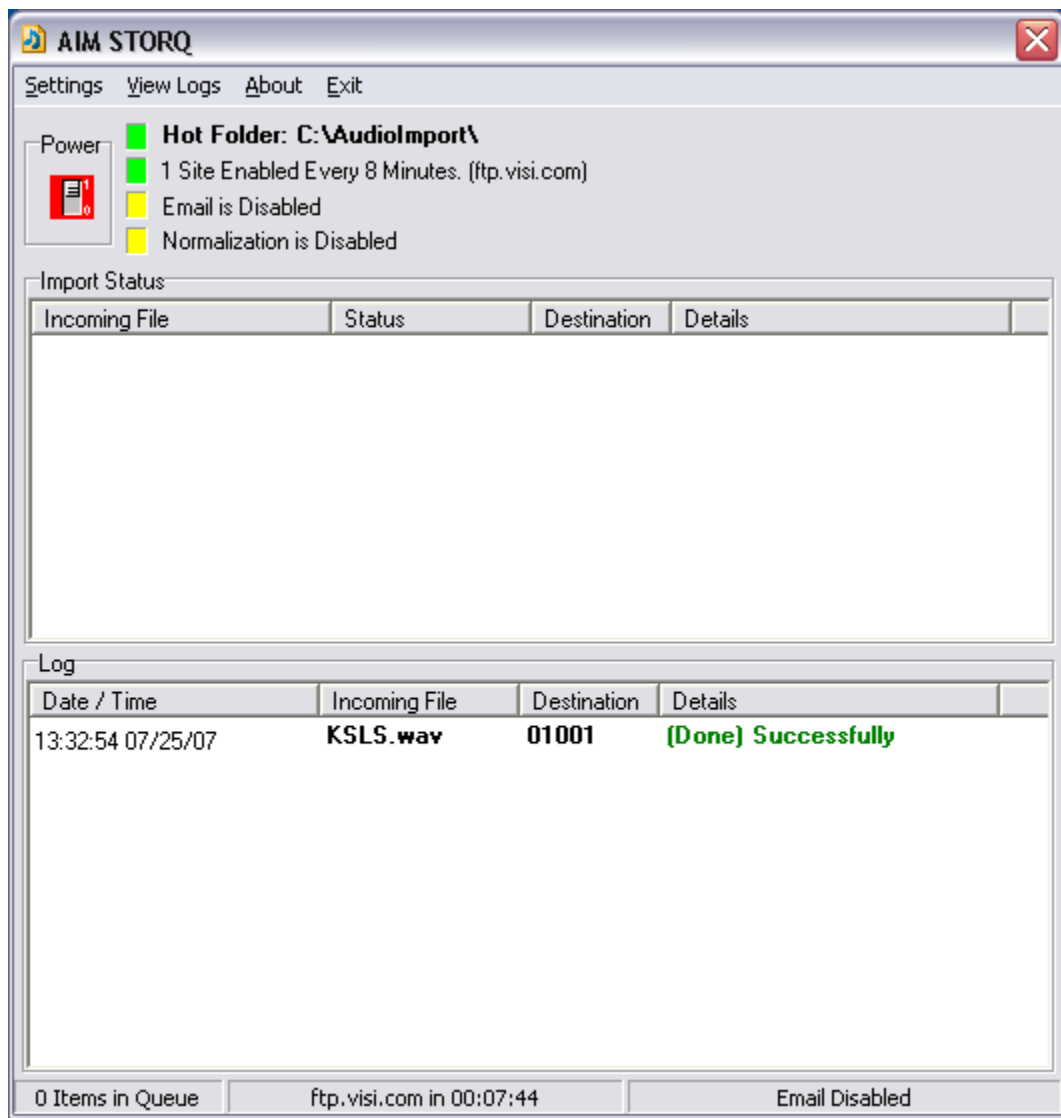 AIM STORQ
Settings View Logs About Exit
Power
1
0
Hot Folder: C:\AudioImport\
1 Site Enabled Every 8 Minutes. (ftp.visi.com)
Email is Disabled
Normalization is Disabled
Import Status
Incoming File Status Destination Details
Log
Date / Time Incoming File Destination Details
13:32:54 07/25/07 KSLS.wav 01001 (Done) Successfully
0 Items in Queue ftp.visi.com in 00:07:44 Email Disabled